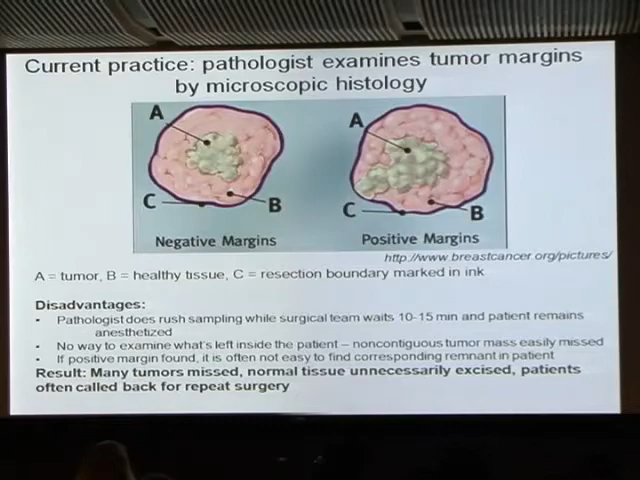 Current practice: pathologist examines tumor margins
by microscopic histology
A
A
C
B
C
B
Negative Margins
Positive Margins
http://www.breastcancer.org/pictures/
A = tumor, B = healthy tissue, C = resection boundary marked in ink
Disadvantages:
• Pathologist does rush sampling while surgical team waits 10-15 min and patient remains
anesthetized
• No way to examine what's left inside the patient – noncontiguous tumor mass easily missed
• If positive margin found, it is often not easy to find corresponding remnant in patient
Result: Many tumors missed, normal tissue unnecessarily excised, patients
often called back for repeat surgery